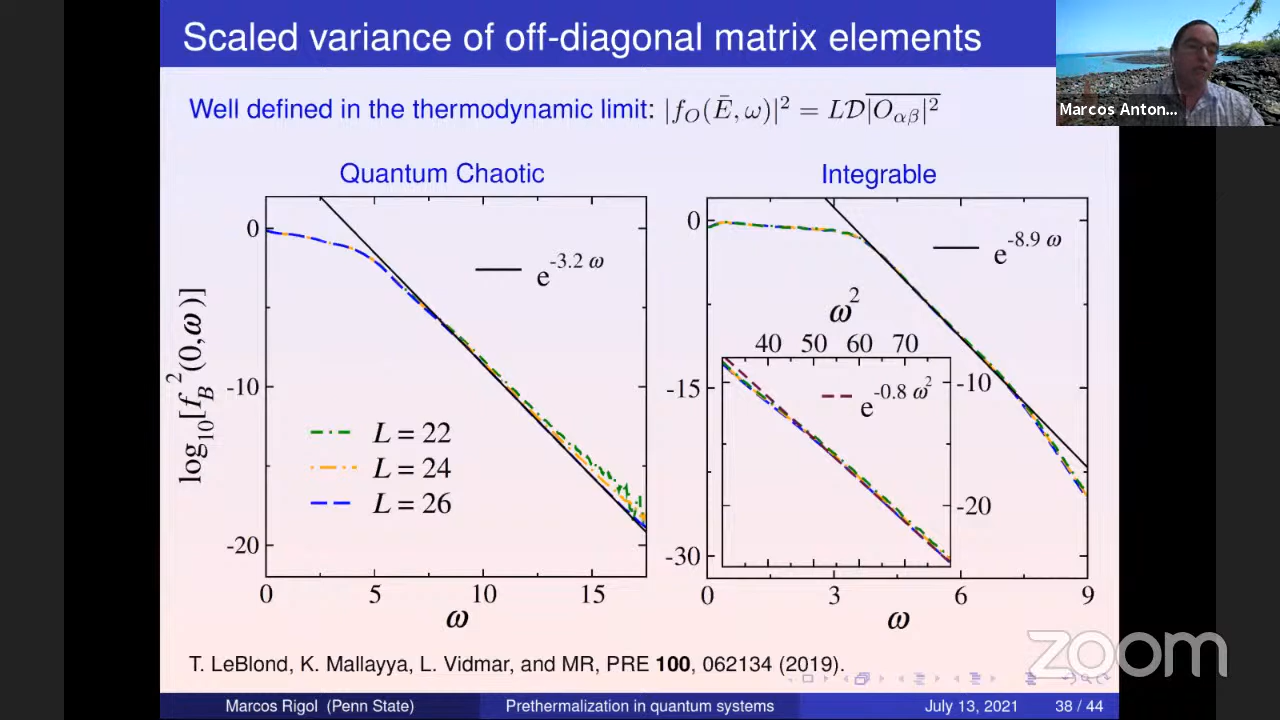 Scaled variance of off-diagonal matrix elements
Marcos Anton...
Well defined in the thermodynamic limit: |f_O(Ē, ω)|² = L𝒟\overline{|O_{αβ}|²}
Quantum Chaotic
Integrable
log₁₀[f_B²(0,ω)]
0
-10
-20
e^{-3.2 ω}
L = 22
L = 24
L = 26
0 5 10 15
ω
0
-15
-30
e^{-8.9 ω}
ω²
40 50 60 70
e^{-0.8 ω²}
-10
-20
0 3 6 9
ω
T. LeBlond, K. Mallayya, L. Vidmar, and MR, PRE 100, 062134 (2019).
zoom
Marcos Rigol (Penn State) Prethermalization in quantum systems July 13, 2021 38 / 44